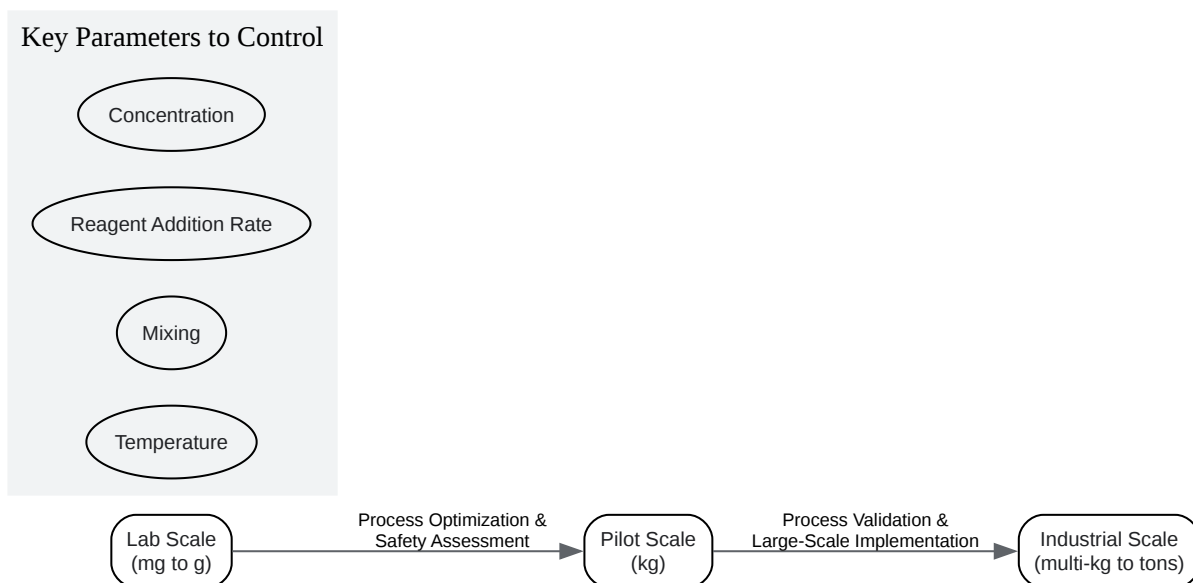 Key Parameters to Control
Concentration
Reagent Addition Rate
Mixing
Temperature
Lab Scale
(mg to g)
Process Optimization &
Safety Assessment
Pilot Scale
(kg)
Process Validation &
Large-Scale Implementation
Industrial Scale
(multi-kg to tons)